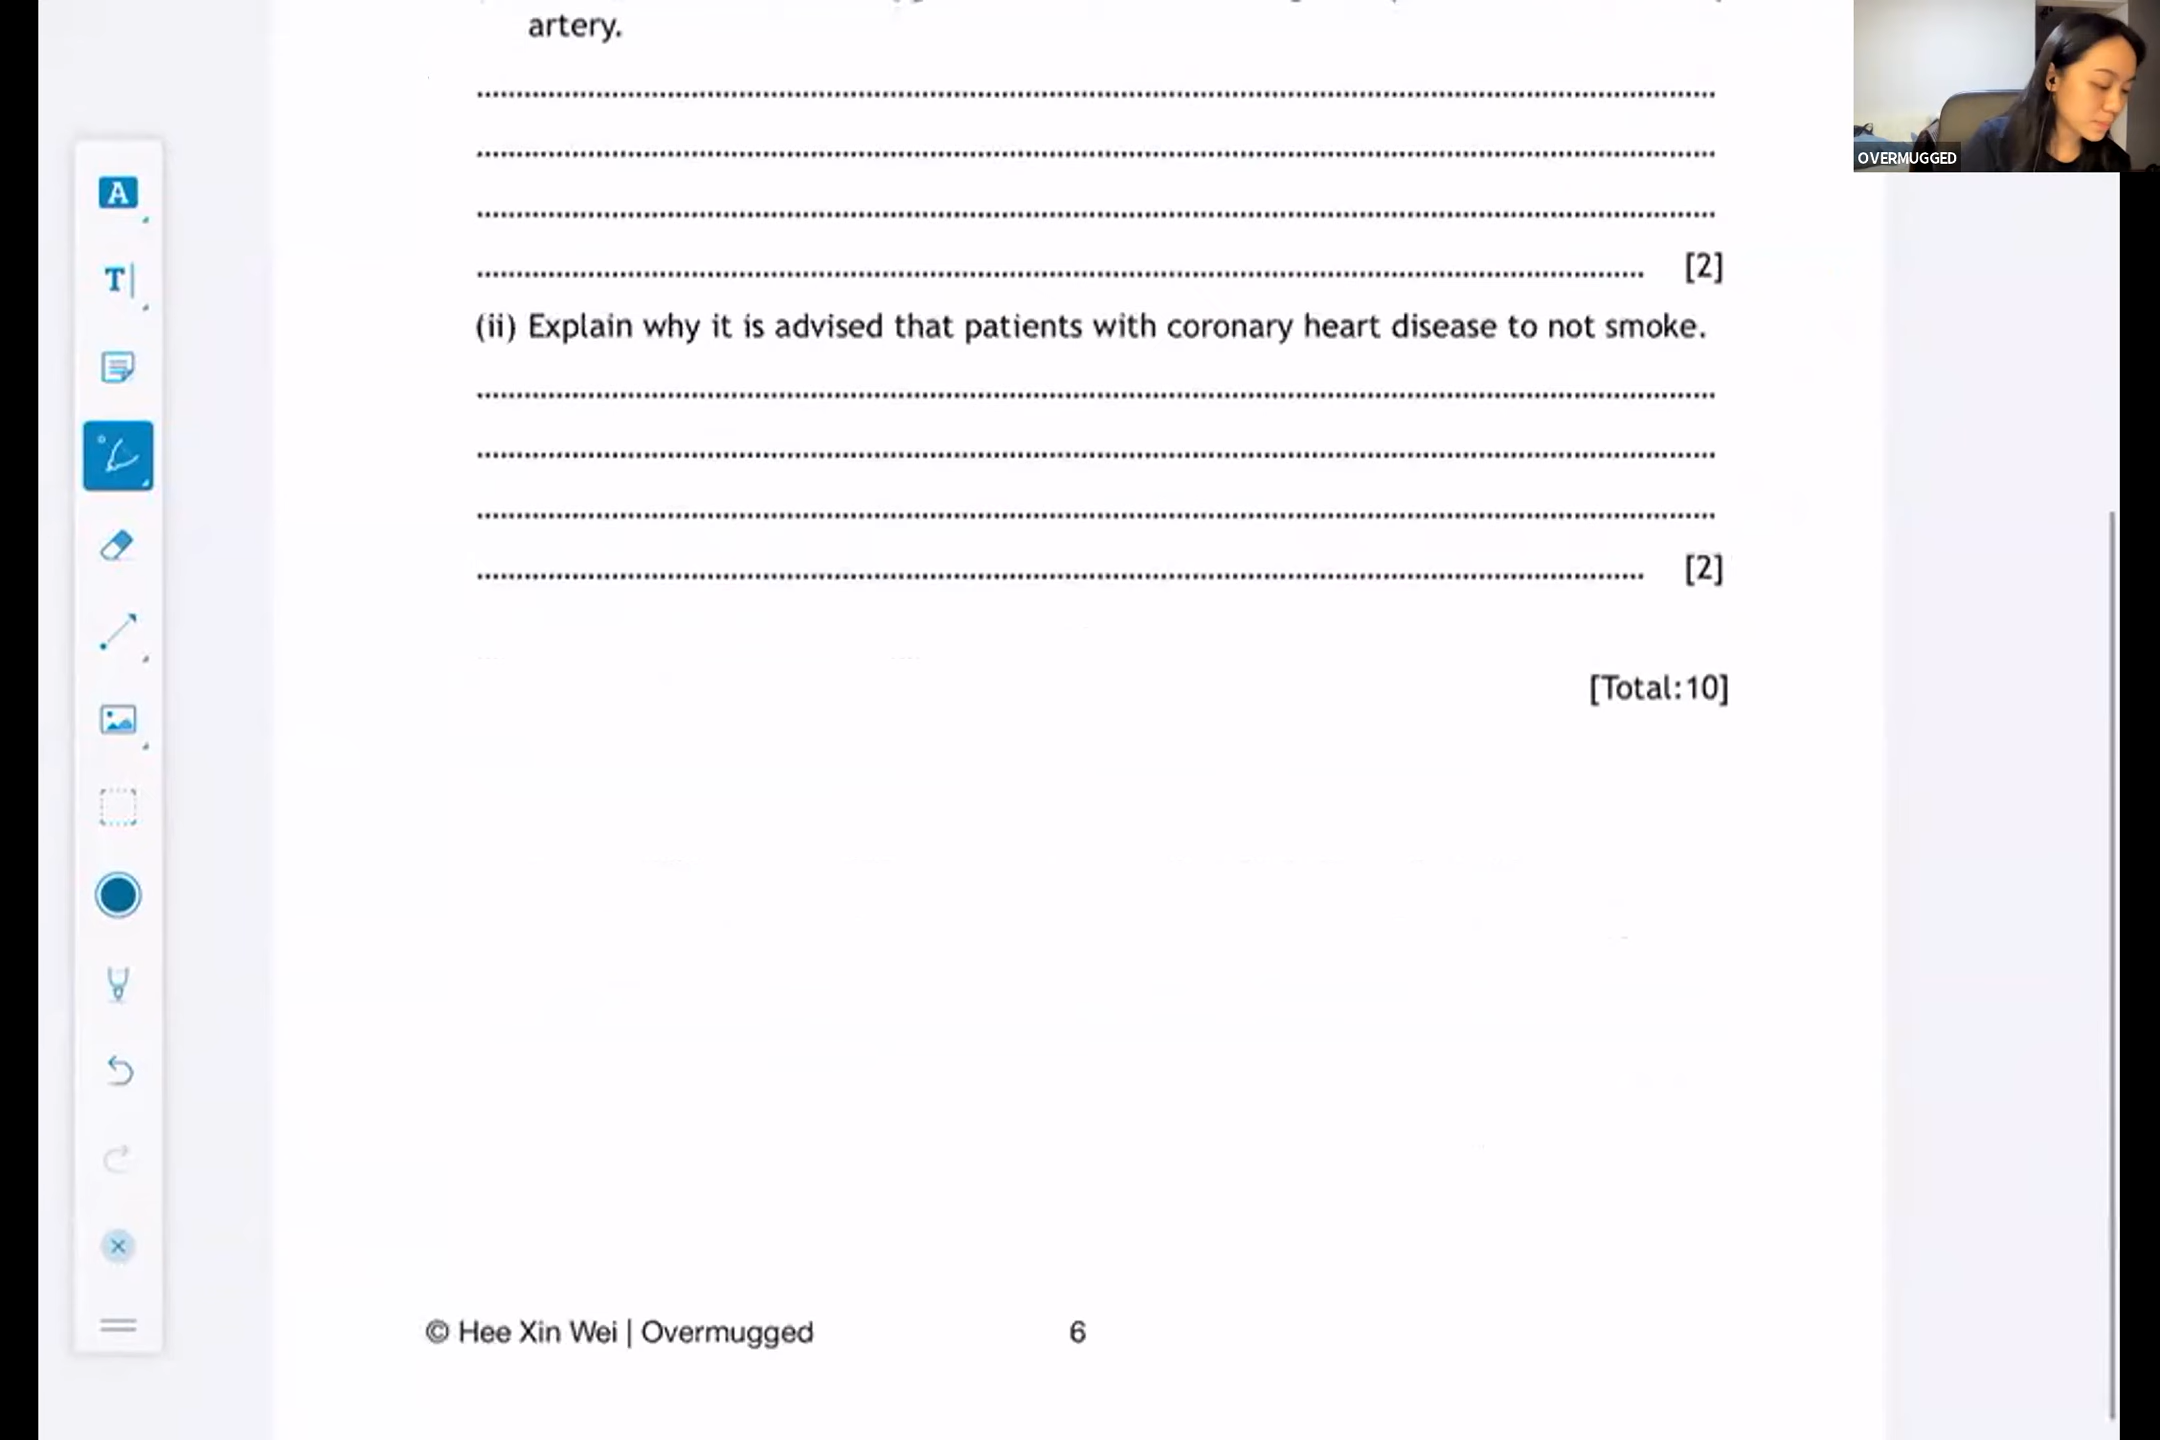 artery.
OVERMUGGED
A
T
[2]
(ii) Explain why it is advised that patients with coronary heart disease to not smoke.
[2]
[Total:10]
© Hee Xin Wei | Overmugged
6